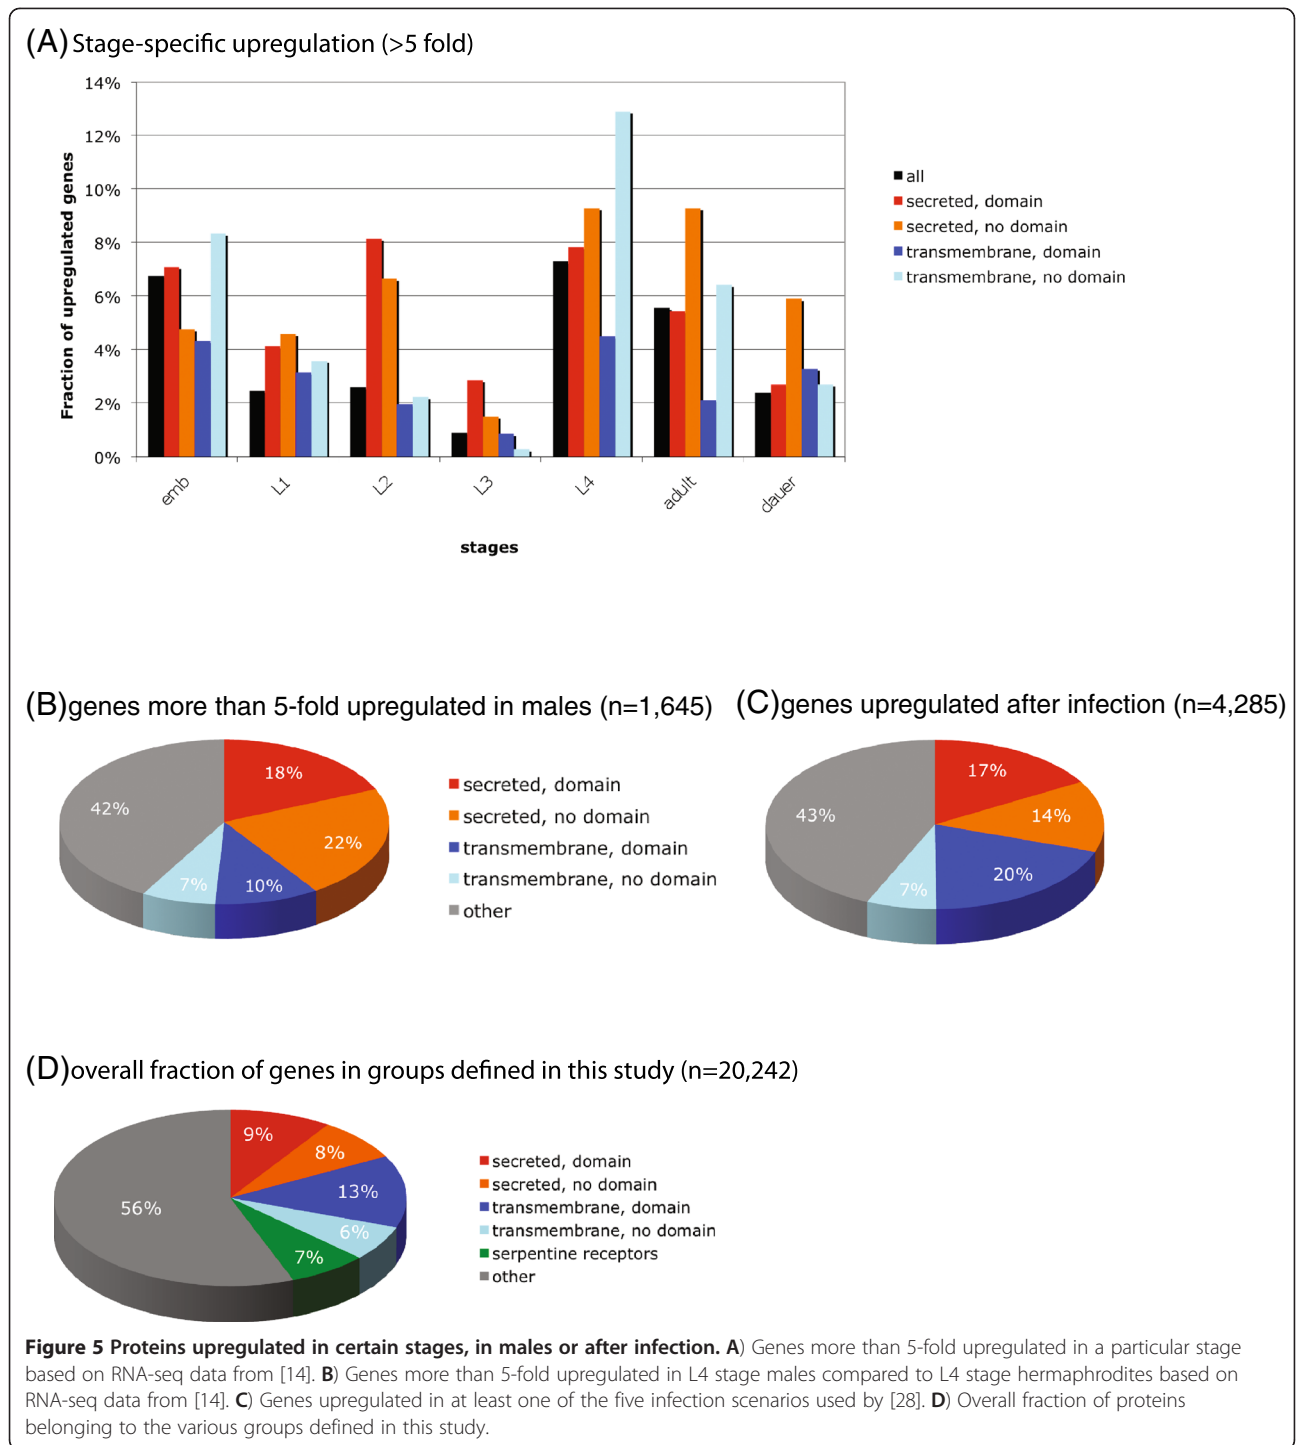 (A) Stage-specific upregulation (>5 fold)
14%
12%
10%
8%
6%
4%
2%
0%
Fraction of upregulated genes
emb
L1
L2
L3
L4
adult
dauer
stages
all
secreted, domain
secreted, no domain
transmembrane, domain
transmembrane, no domain
(B)genes more than 5-fold upregulated in males (n=1,645)
18%
22%
10%
7%
42%
secreted, domain
secreted, no domain
transmembrane, domain
transmembrane, no domain
other
(C)genes upregulated after infection (n=4,285)
17%
14%
20%
7%
43%
(D)overall fraction of genes in groups defined in this study (n=20,242)
9%
8%
13%
6%
7%
56%
secreted, domain
secreted, no domain
transmembrane, domain
transmembrane, no domain
serpentine receptors
other
Figure 5 Proteins upregulated in certain stages, in males or after infection. A) Genes more than 5-fold upregulated in a particular stage
based on RNA-seq data from [14]. B) Genes more than 5-fold upregulated in L4 stage males compared to L4 stage hermaphrodites based on
RNA-seq data from [14]. C) Genes upregulated in at least one of the five infection scenarios used by [28]. D) Overall fraction of proteins
belonging to the various groups defined in this study.